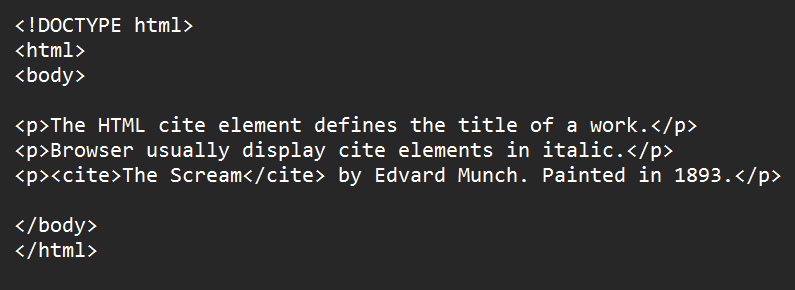 <!DOCTYPE html>
<html>
<body>
<p>The HTML cite element defines the title of a work.</p>
<p>Browser usually display cite elements in italic.</p>
<p><cite>The Scream</cite> by Edvard Munch. Painted in 1893.</p>
</body>
</html>